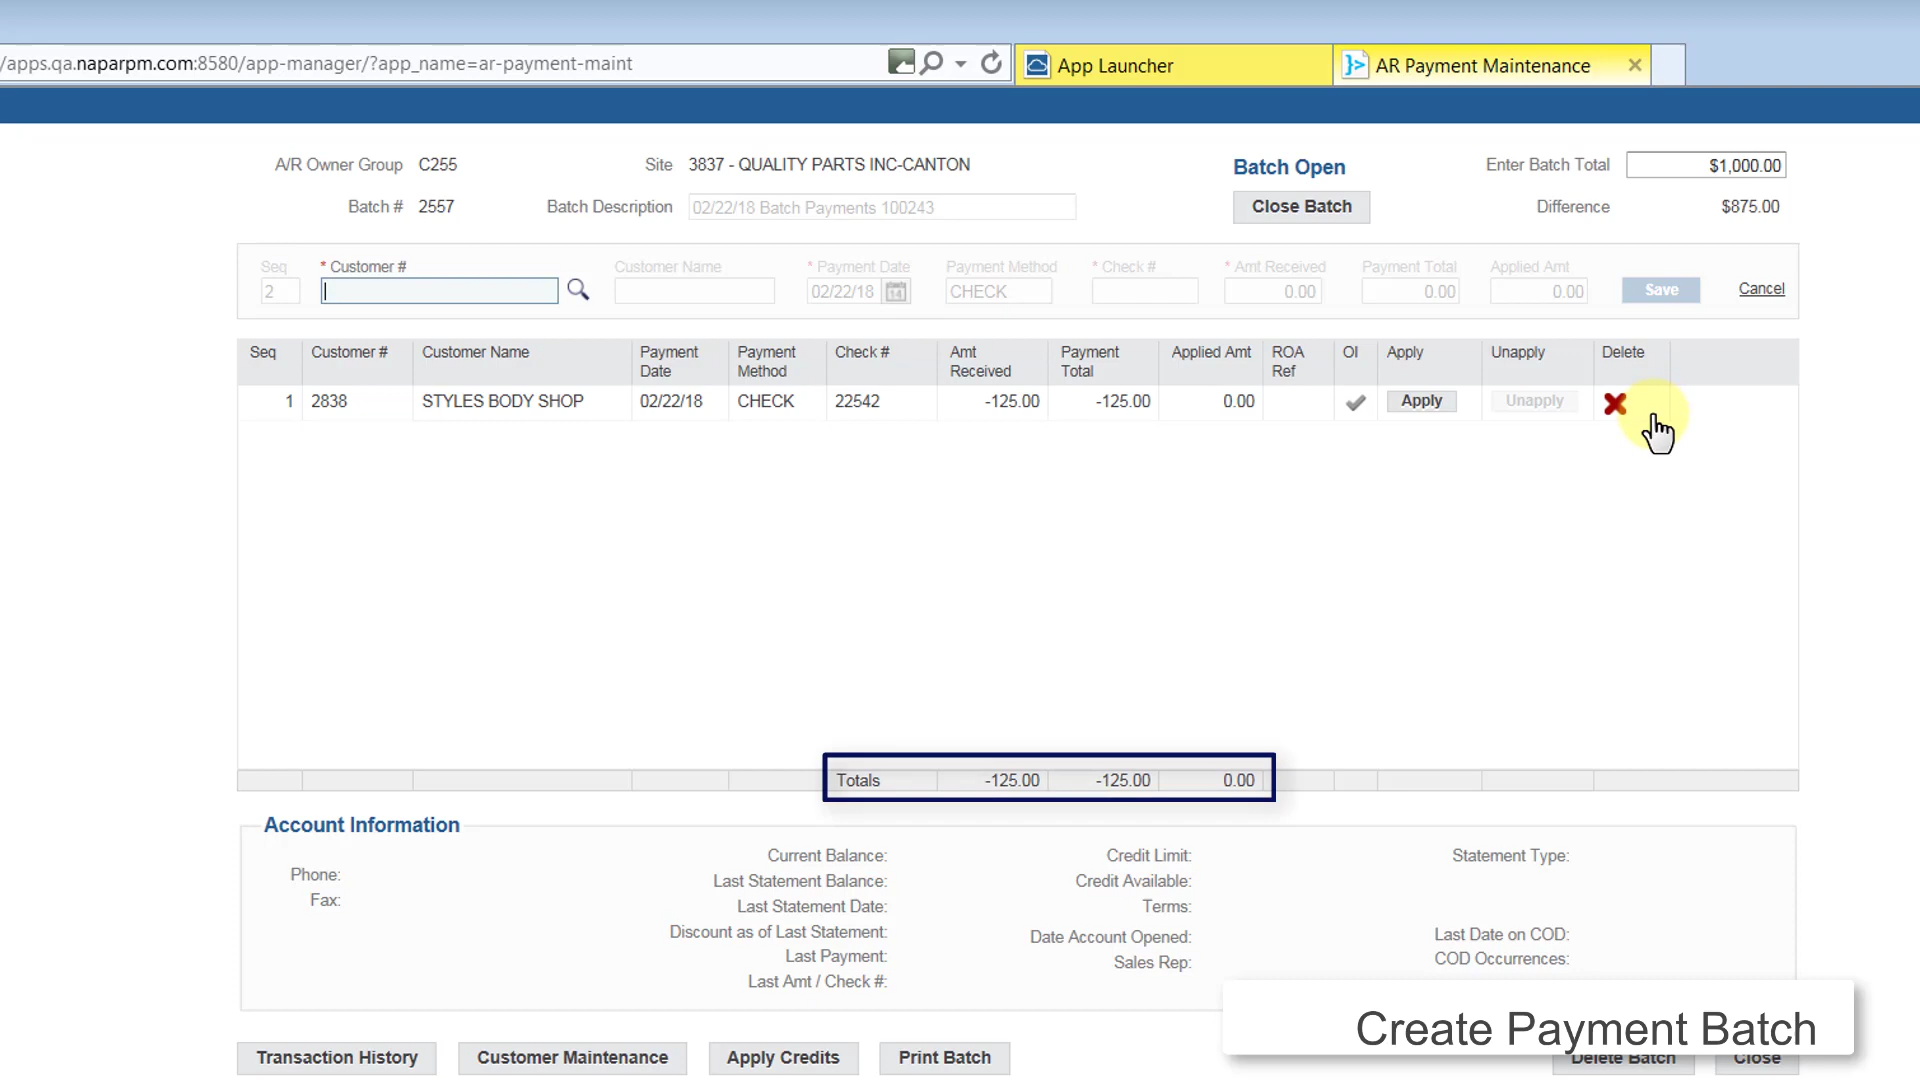 /apps.qa.naparpm.com:8580/app-manager/?app_name=ar-payment-maint
App Launcher
AR Payment Maintenance
A/R Owner Group C255 Site 3837 - QUALITY PARTS INC-CANTON Batch Open Enter Batch Total $1,000.00
Batch # 2557 Batch Description 02/22/18 Batch Payments 100243 Close Batch Difference $875.00
Seq * Customer # Customer Name * Payment Date Payment Method * Check # * Amt Received Payment Total Applied Amt
2 02/22/18 14 CHECK 0.00 0.00 0.00 Save Cancel
Seq Customer # Customer Name Payment Date Payment Method Check # Amt Received Payment Total Applied Amt ROA Ref OI Apply Unapply Delete
1 2838 STYLES BODY SHOP 02/22/18 CHECK 22542 -125.00 -125.00 0.00 Apply Unapply
Totals -125.00 -125.00 0.00
Account Information
Phone:
Fax:
Current Balance:
Last Statement Balance:
Last Statement Date:
Discount as of Last Statement:
Last Payment:
Last Amt / Check #:
Credit Limit:
Credit Available:
Terms:
Date Account Opened:
Sales Rep:
Statement Type:
Last Date on COD:
COD Occurrences:
Create Payment Batch
Transaction History Customer Maintenance Apply Credits Print Batch Delete Batch Close